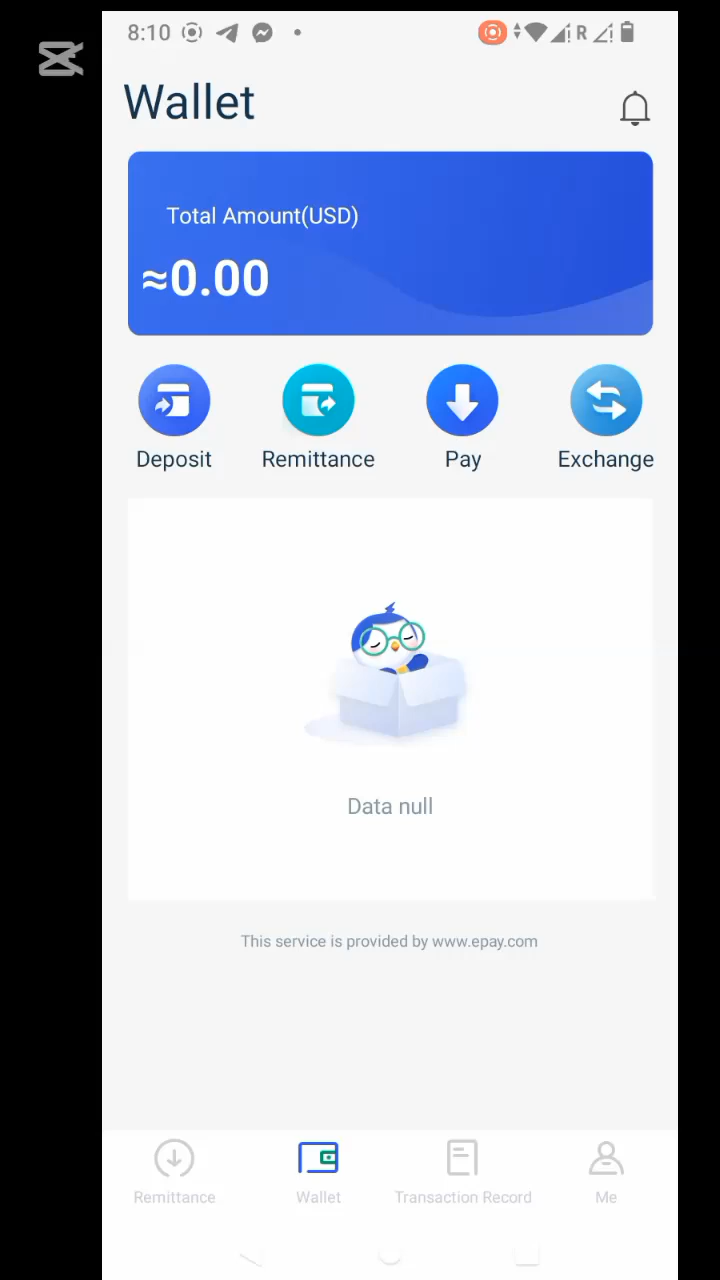 8:10
R
Wallet
Total Amount(USD)
≈0.00
Deposit Remittance Pay Exchange
Data null
This service is provided by www.epay.com
Remittance Wallet Transaction Record Me